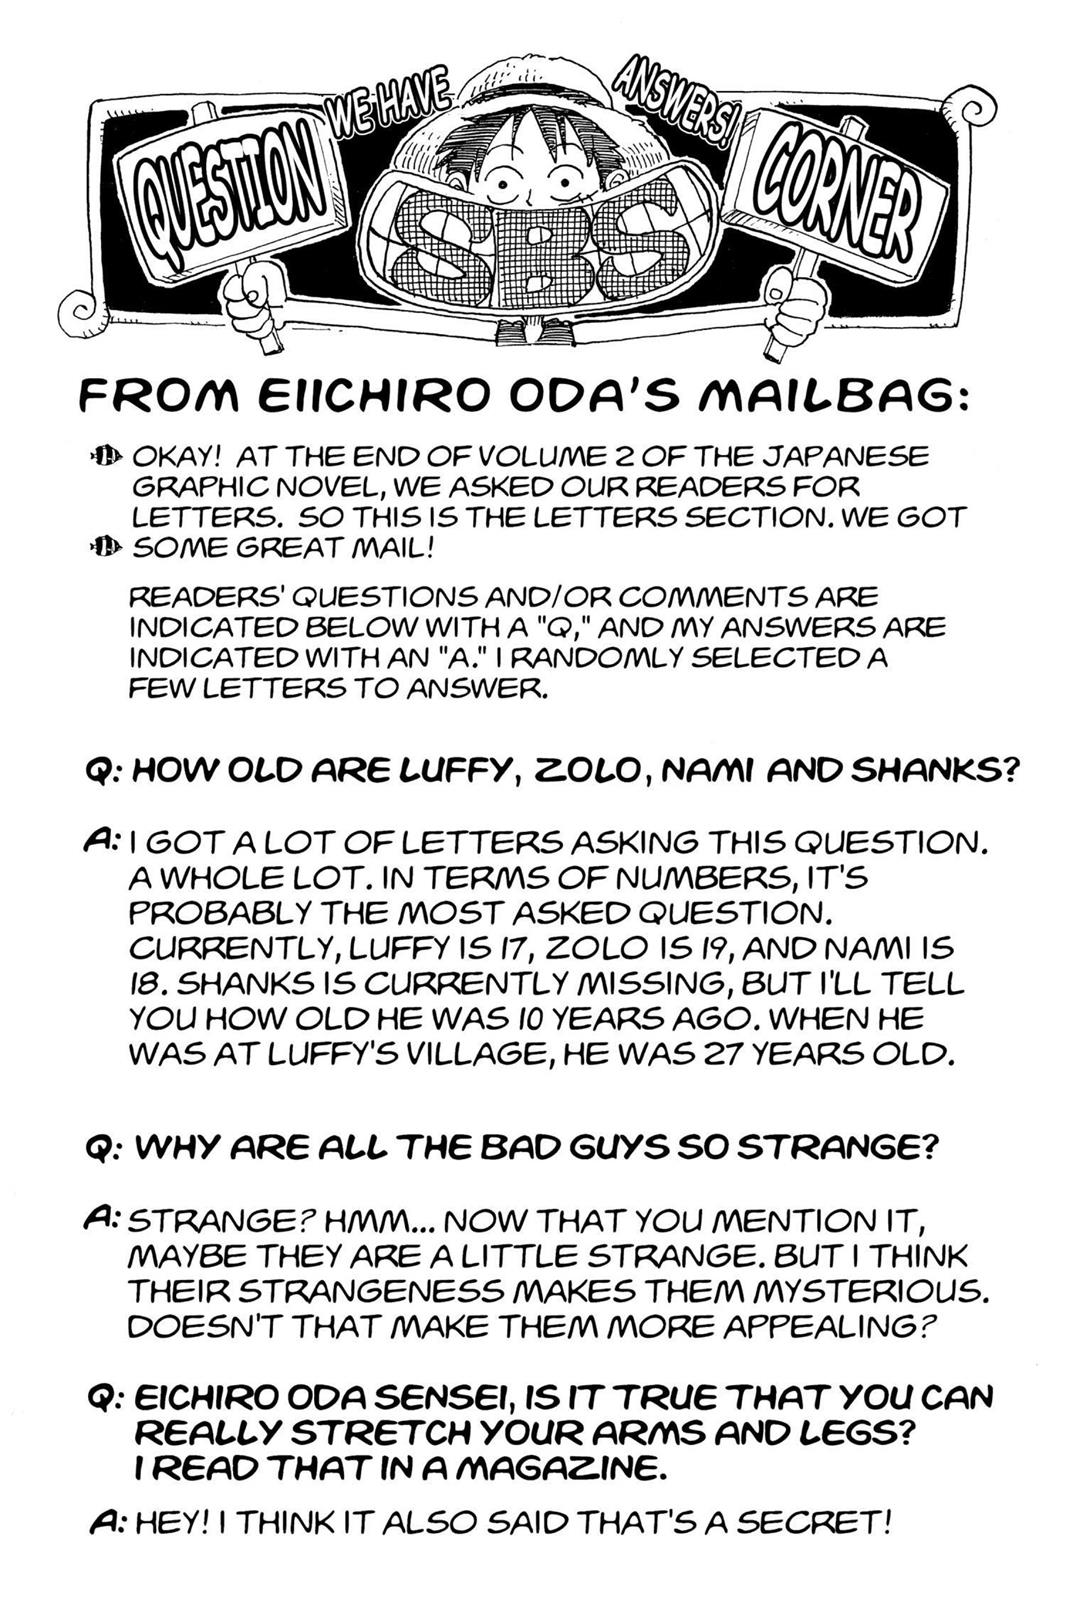 QUESTION
WE HAVE
ANSWERS!
CORNER
SBS
FROM EIICHIRO ODA'S MAILBAG:
OKAY! AT THE END OF VOLUME 2 OF THE JAPANESE
GRAPHIC NOVEL, WE ASKED OUR READERS FOR
LETTERS. SO THIS IS THE LETTERS SECTION. WE GOT
SOME GREAT MAIL!
READERS' QUESTIONS AND/OR COMMENTS ARE
INDICATED BELOW WITH A "Q," AND MY ANSWERS ARE
INDICATED WITH AN "A." I RANDOMLY SELECTED A
FEW LETTERS TO ANSWER.
Q: HOW OLD ARE LUFFY, ZOLO, NAMI AND SHANKS?
A: I GOT A LOT OF LETTERS ASKING THIS QUESTION.
A WHOLE LOT. IN TERMS OF NUMBERS, IT'S
PROBABLY THE MOST ASKED QUESTION.
CURRENTLY, LUFFY IS 17, ZOLO IS 19, AND NAMI IS
18. SHANKS IS CURRENTLY MISSING, BUT I'LL TELL
YOU HOW OLD HE WAS 10 YEARS AGO. WHEN HE
WAS AT LUFFY'S VILLAGE, HE WAS 27 YEARS OLD.
Q: WHY ARE ALL THE BAD GUYS SO STRANGE?
A: STRANGE? HMM... NOW THAT YOU MENTION IT,
MAYBE THEY ARE A LITTLE STRANGE. BUT I THINK
THEIR STRANGENESS MAKES THEM MYSTERIOUS.
DOESN'T THAT MAKE THEM MORE APPEALING?
Q: EICHIRO ODA SENSEI, IS IT TRUE THAT YOU CAN
REALLY STRETCH YOUR ARMS AND LEGS?
I READ THAT IN A MAGAZINE.
A: HEY! I THINK IT ALSO SAID THAT'S A SECRET!